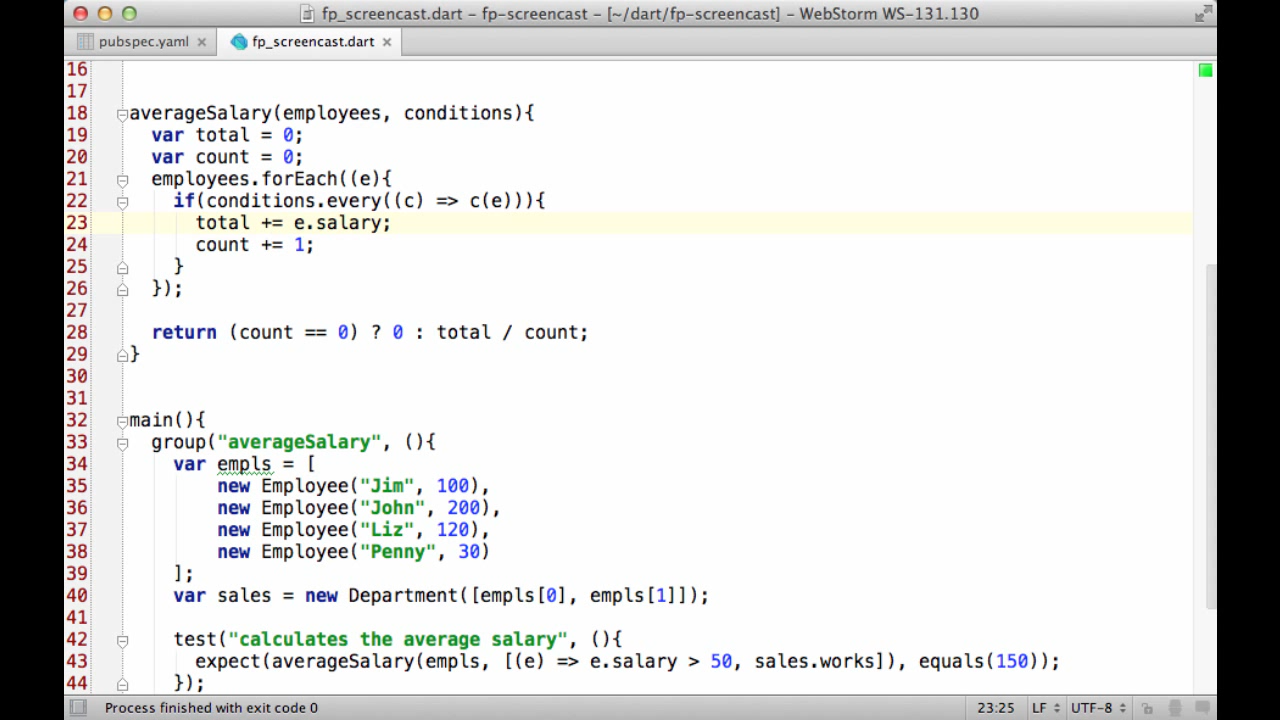 fp_screencast.dart - fp-screencast - [~/dart/fp-screencast] - WebStorm WS-131.130
pubspec.yaml × fp_screencast.dart ×
16
17
18 averageSalary(employees, conditions){
19   var total = 0;
20   var count = 0;
21   employees.forEach((e){
22     if(conditions.every((c) => c(e))){
23       total += e.salary;
24       count += 1;
25     }
26   });
27
28   return (count == 0) ? 0 : total / count;
29 }
30
31
32 main(){
33   group("averageSalary", (){
34     var empls = [
35         new Employee("Jim", 100),
36         new Employee("John", 200),
37         new Employee("Liz", 120),
38         new Employee("Penny", 30)
39     ];
40     var sales = new Department([empls[0], empls[1]]);
41
42     test("calculates the average salary", (){
43       expect(averageSalary(empls, [(e) => e.salary > 50, sales.works]), equals(150));
44     });
Process finished with exit code 0 23:25 LF UTF-8